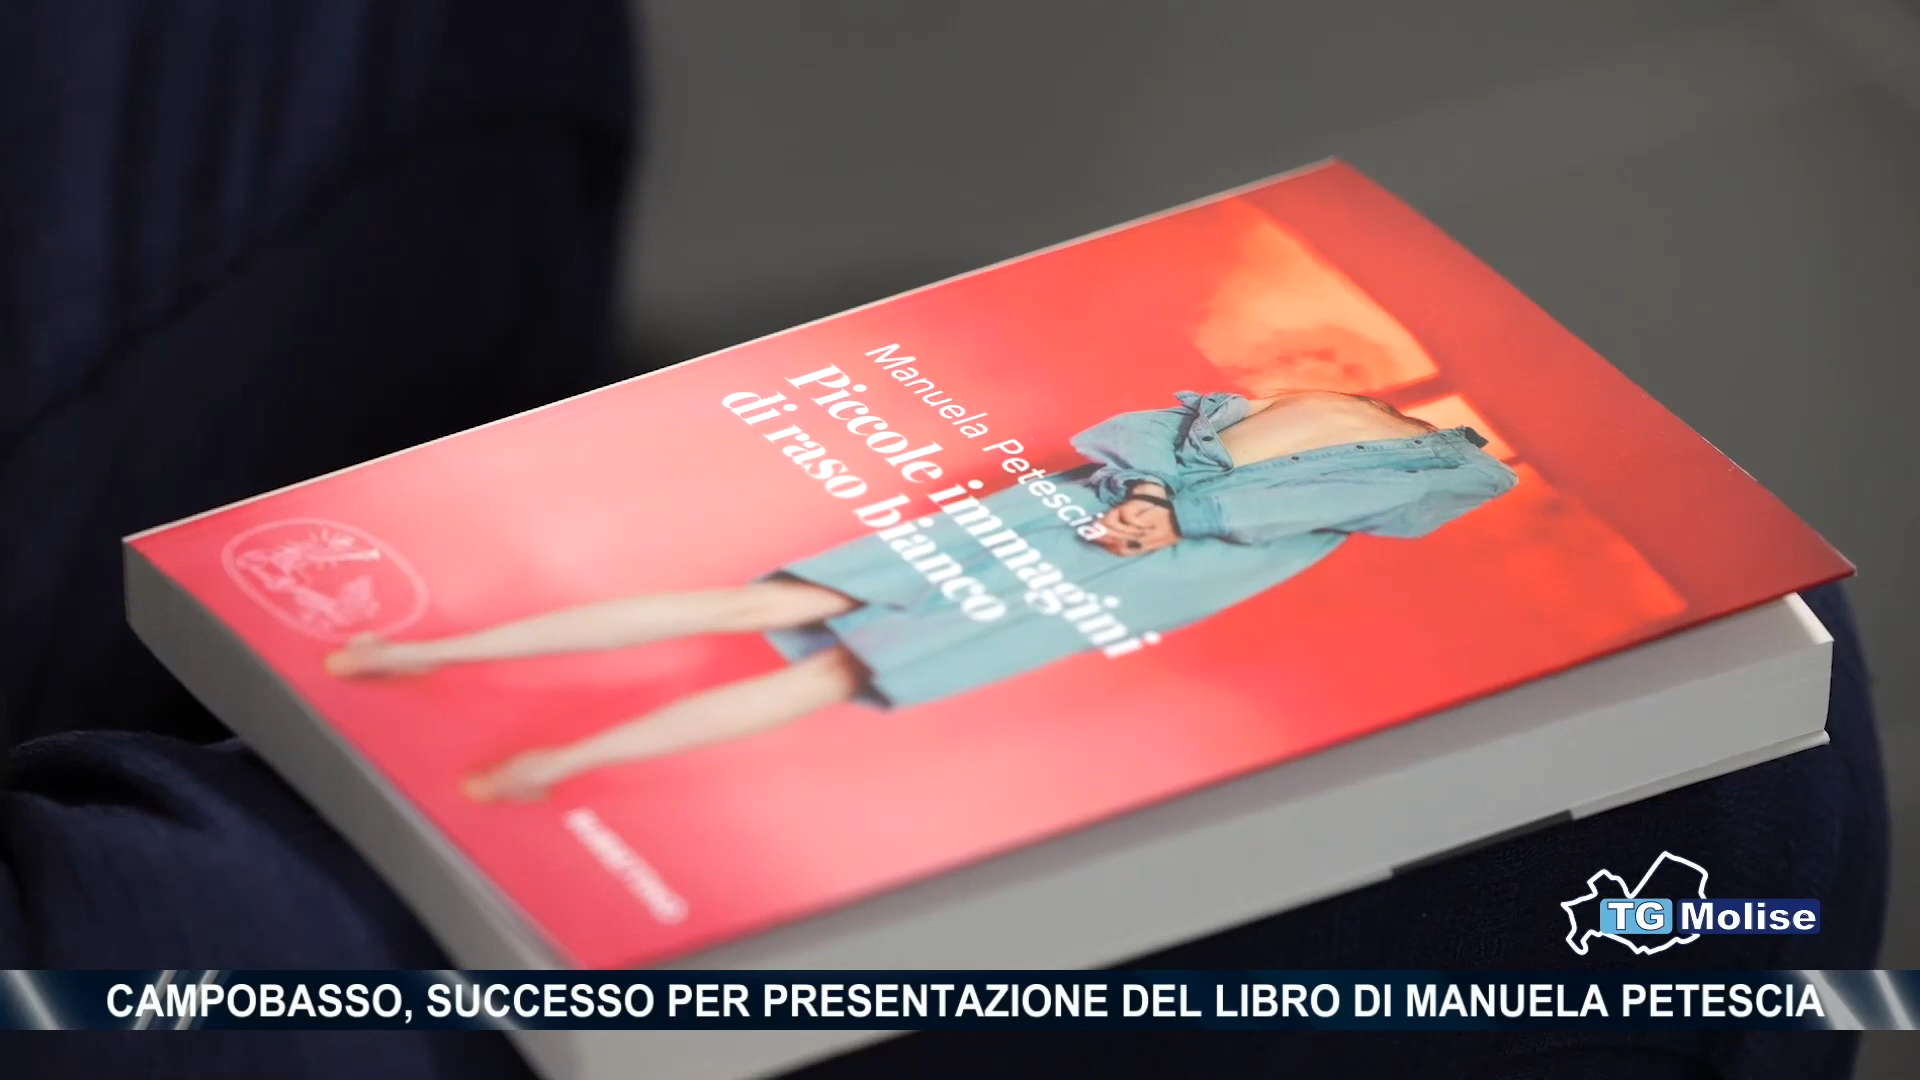 Manuela Petescia
Piccole immagini
di raso bianco
TG Molise
CAMPOBASSO, SUCCESSO PER PRESENTAZIONE DEL LIBRO DI MANUELA PETESCIA